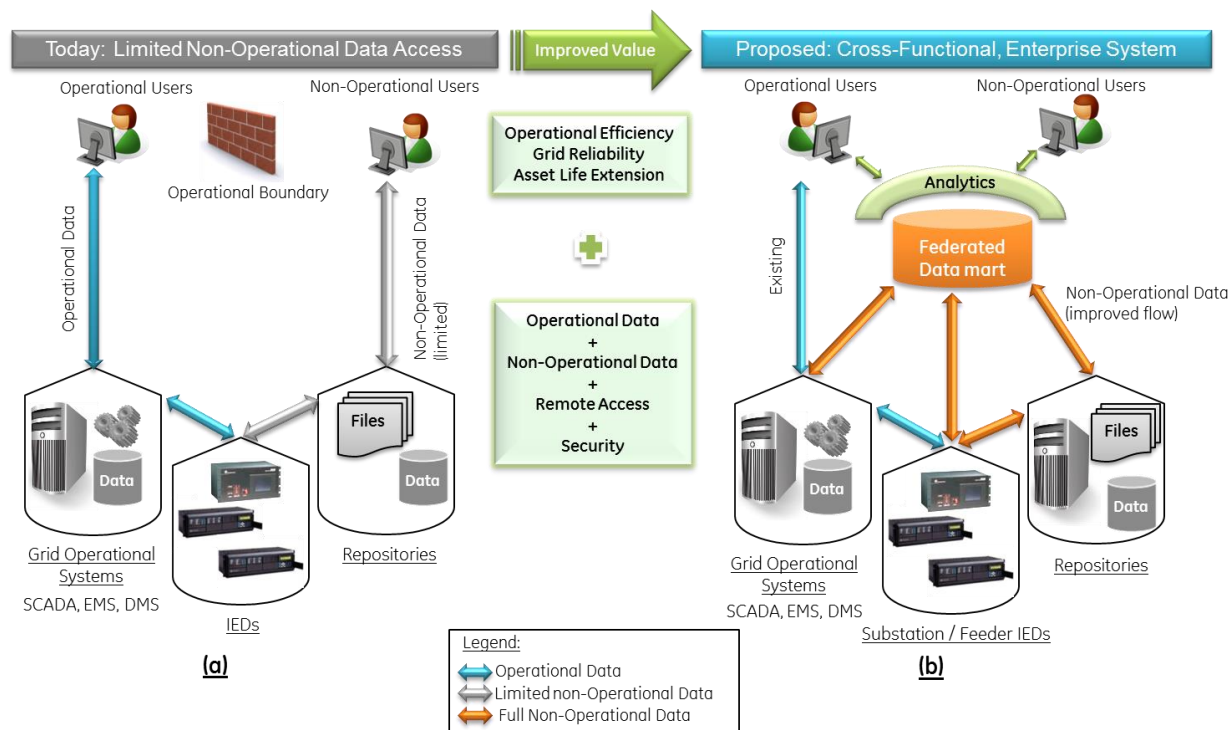 Today: Limited Non-Operational Data Access
Improved Value
Proposed: Cross-Functional, Enterprise System
Operational Users
Non-Operational Users
Operational Boundary
Operational Data
Non-Operational Data
(limited)
Files
Data
Data
Grid Operational
Systems
SCADA, EMS, DMS
IEDs
Repositories
(a)
Operational Efficiency
Grid Reliability
Asset Life Extension
Operational Data
+
Non-Operational Data
+
Remote Access
+
Security
Legend:
Operational Data
Limited non-Operational Data
Full Non-Operational Data
Operational Users
Non-Operational Users
Analytics
Federated
Data mart
Existing
Non-Operational Data
(improved flow)
Files
Data
Data
Grid Operational
Systems
SCADA, EMS, DMS
Substation / Feeder IEDs
Repositories
(b)